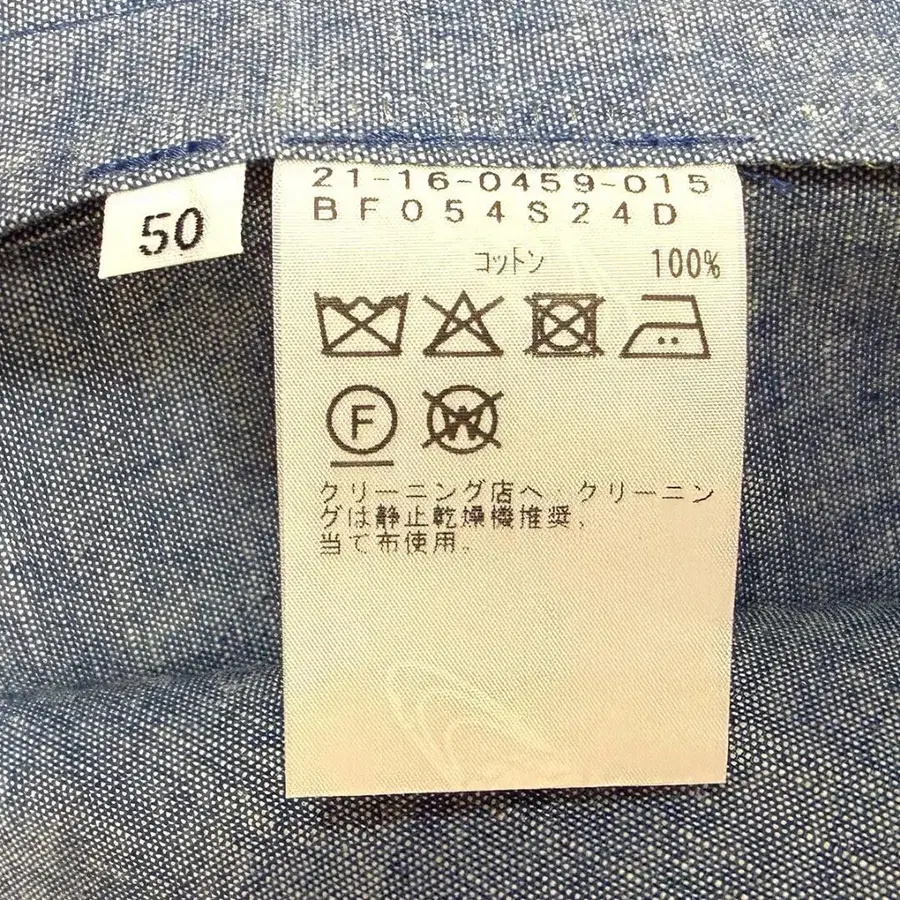 50
21-16-0459-015
BF054S24D
コットン 100%
F W
クリーニング店へ・クリーニン
グは静止乾燥機推奨、
当て布使用。